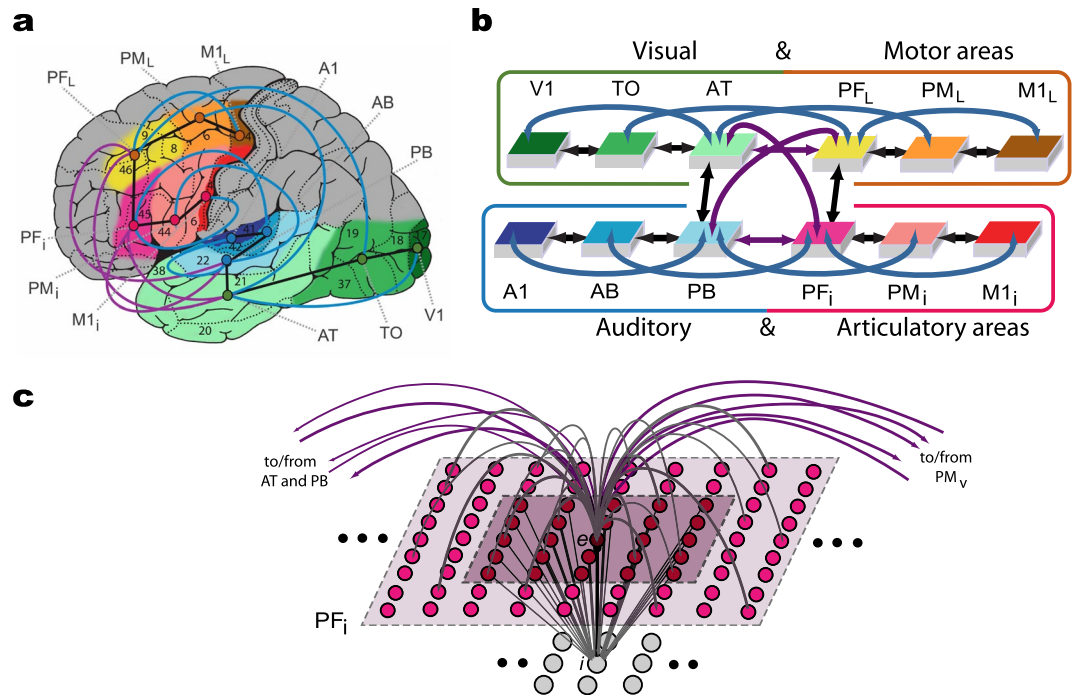 a
PF_L
PM_L
M1_L
A1
AB
PB
9
46
8
6
4
45
44
6
41
42
22
38
21
20
19
18
37
PF_i
PM_i
M1_i
AT
TO
V1
b
Visual & Motor areas
V1 TO AT PF_L PM_L M1_L
A1 AB PB PF_i PM_i M1_i
Auditory & Articulatory areas
c
to/from
AT and PB
to/from
PM_v
e
PF_i
i